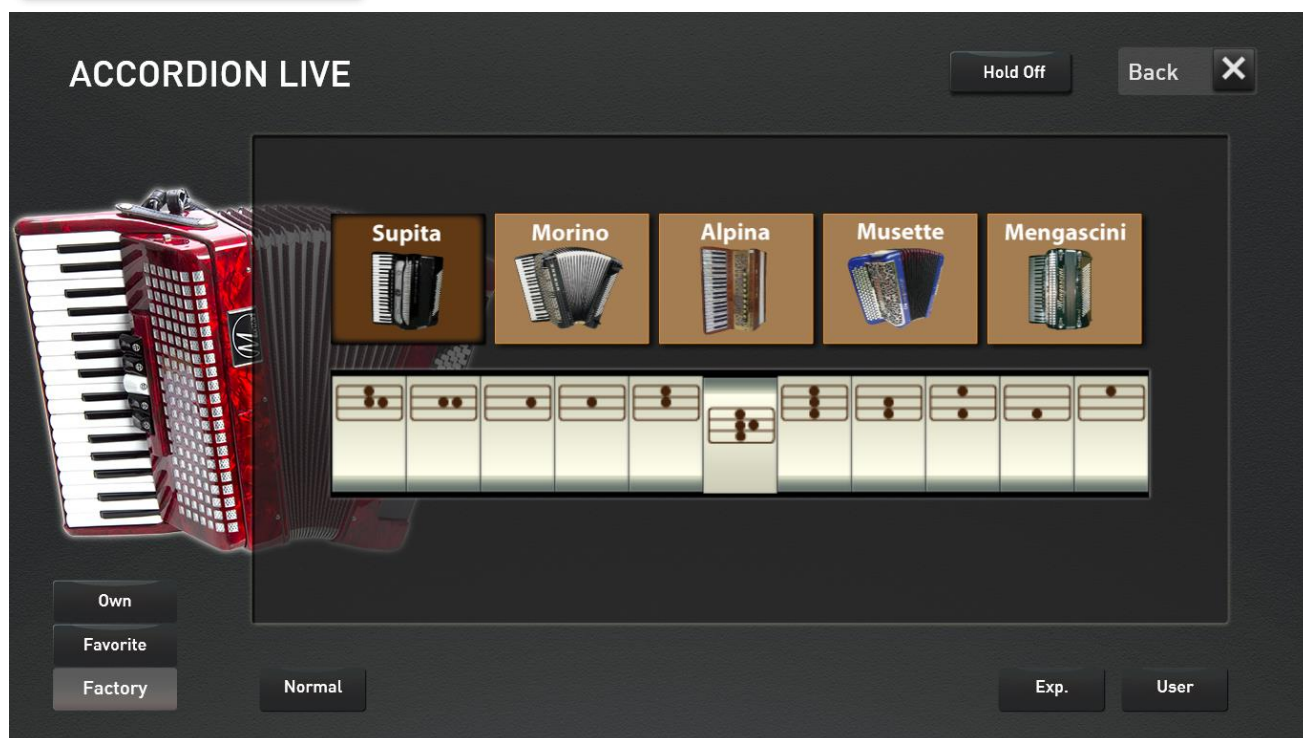 ACCORDION LIVE
Hold Off
Back
Supita
Morino
Alpina
Musette
Mengascini
Own
Favorite
Factory
Normal
Exp.
User